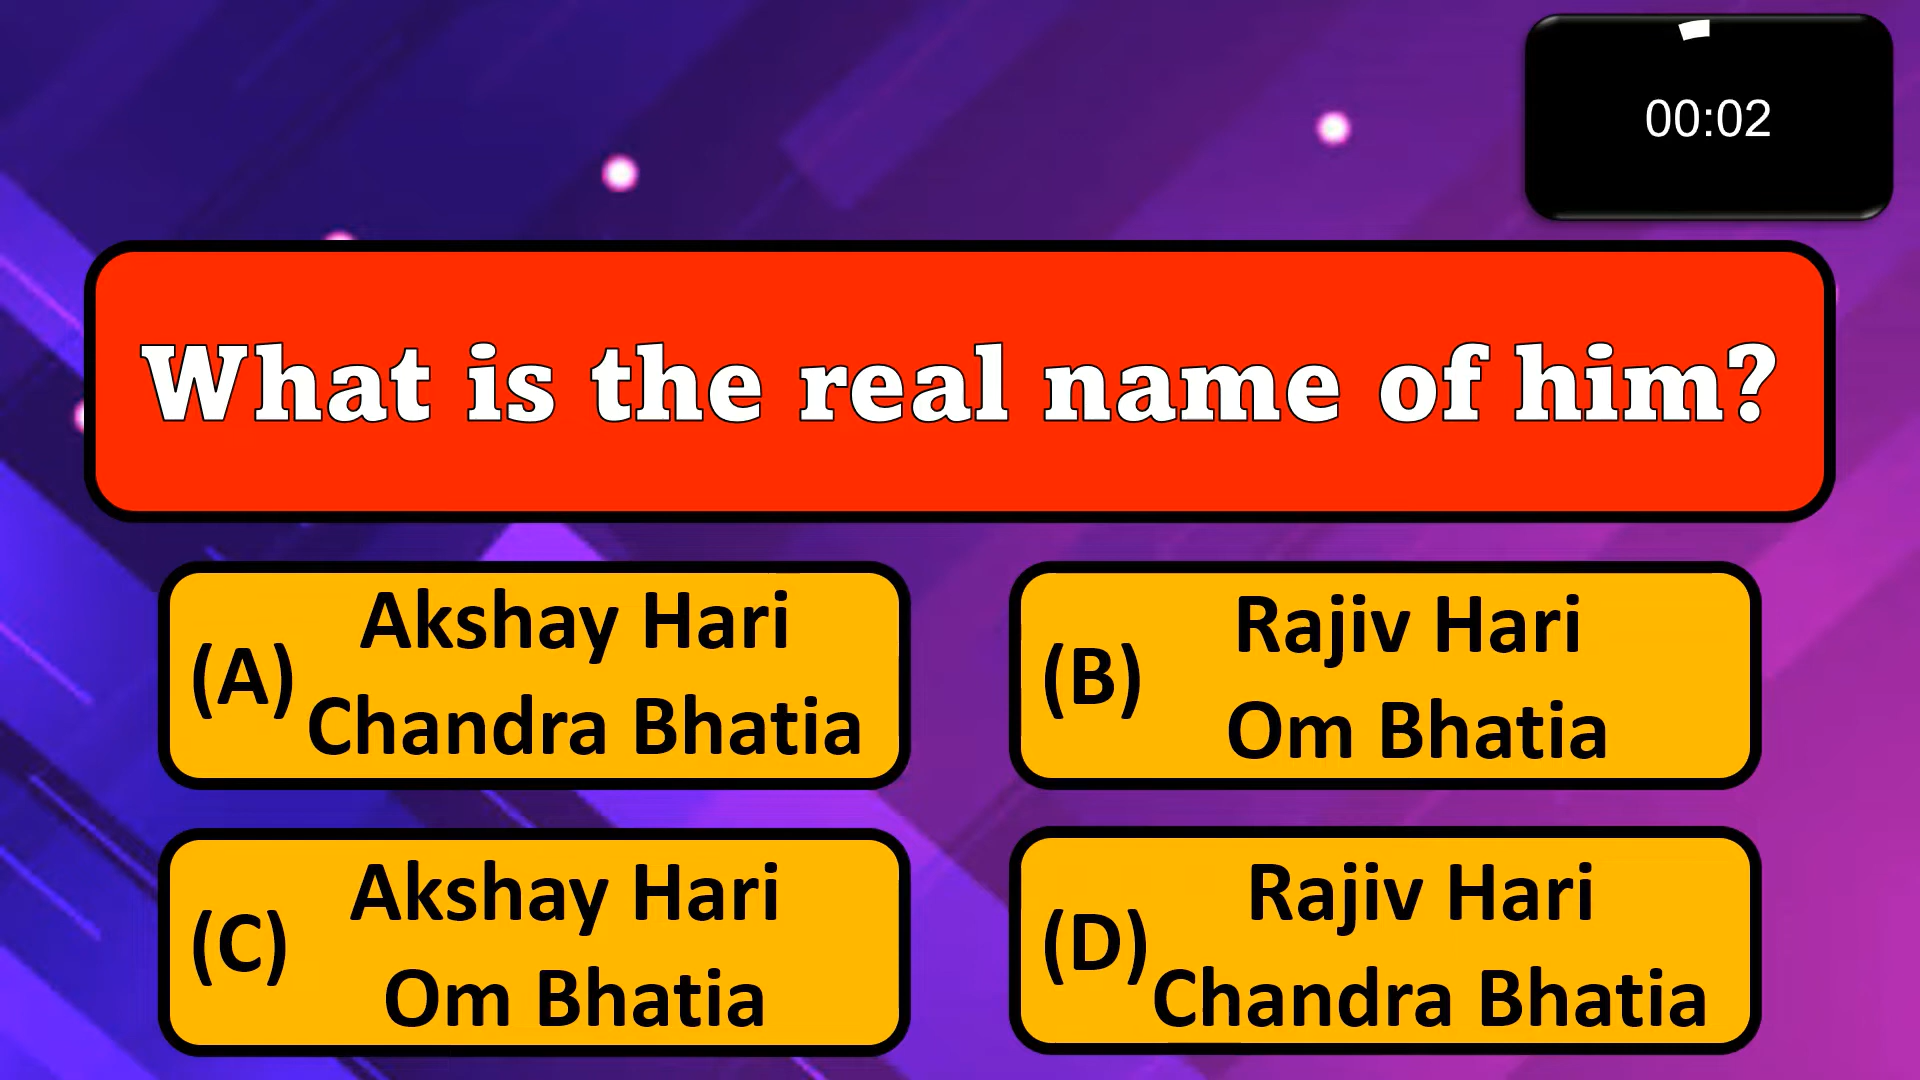 00:02
What is the real name of him?
(A) Akshay Hari
Chandra Bhatia
(B) Rajiv Hari
Om Bhatia
(C) Akshay Hari
Om Bhatia
(D) Rajiv Hari
Chandra Bhatia